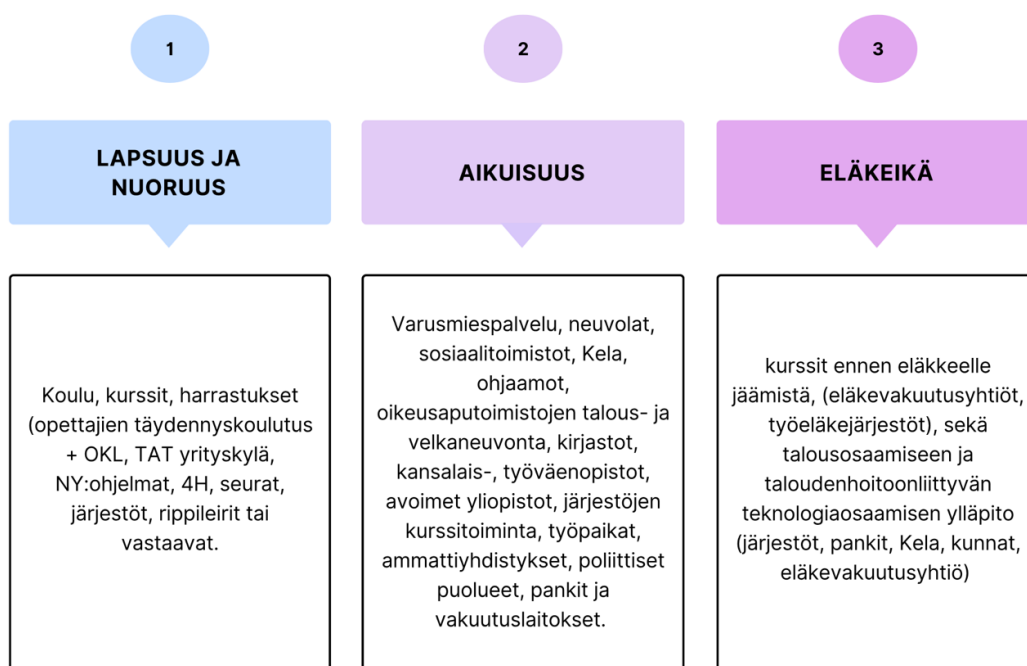 1
LAPSUUS JA
NUORUUS
Koulu, kurssit, harrastukset
(opettajien täydennyskoulutus
+ OKL, TAT yrityskylä,
NY:ohjelmat, 4H, seurat,
järjestöt, rippileirit tai
vastaavat.
2
AIKUISUUS
Varusmiespalvelu, neuvolat,
sosiaalitoimistot, Kela,
ohjaamot,
oikeusaputoimistojen talous- ja
velkaneuvonta, kirjastot,
kansalais-, työväenopistot,
avoimet yliopistot, järjestöjen
kurssitoiminta, työpaikat,
ammattiyhdistykset, poliittiset
puolueet, pankit ja
vakuutuslaitokset.
3
ELÄKEIKÄ
kurssit ennen eläkkeelle
jäämistä, (eläkevakuutusyhtiöt,
työeläkejärjestöt), sekä
talousosaamiseen ja
taloudenhoitoonliittyvän
teknologiaosaamisen ylläpito
(järjestöt, pankit, Kela, kunnat,
eläkevakuutusyhtiö)